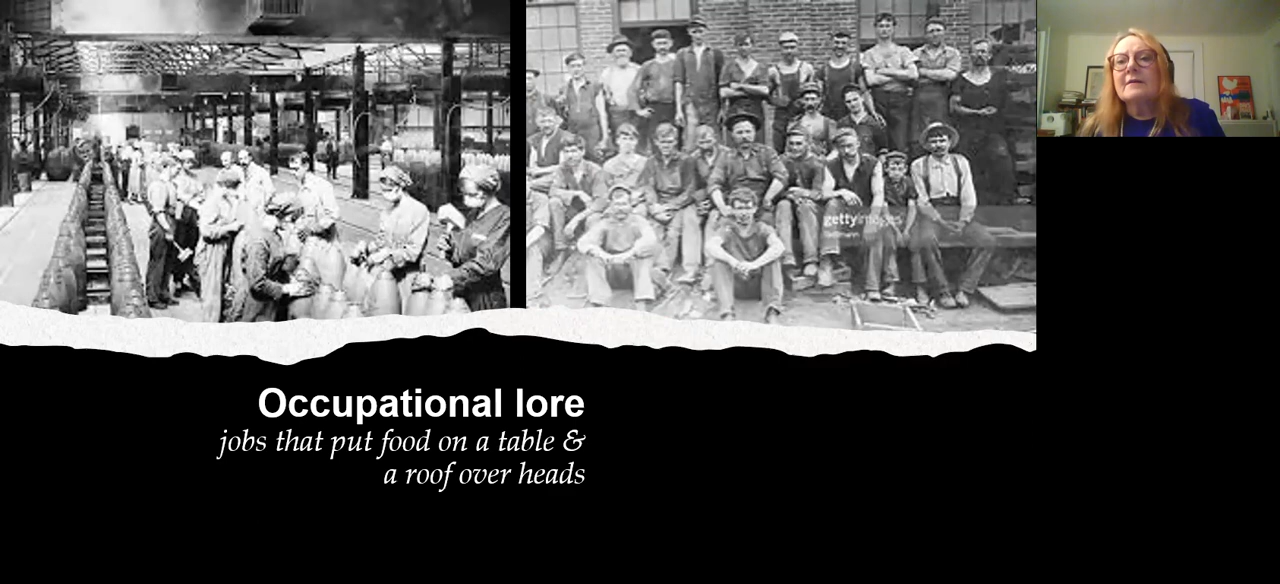 gettyimages
Occupational lore
jobs that put food on a table &
a roof over heads